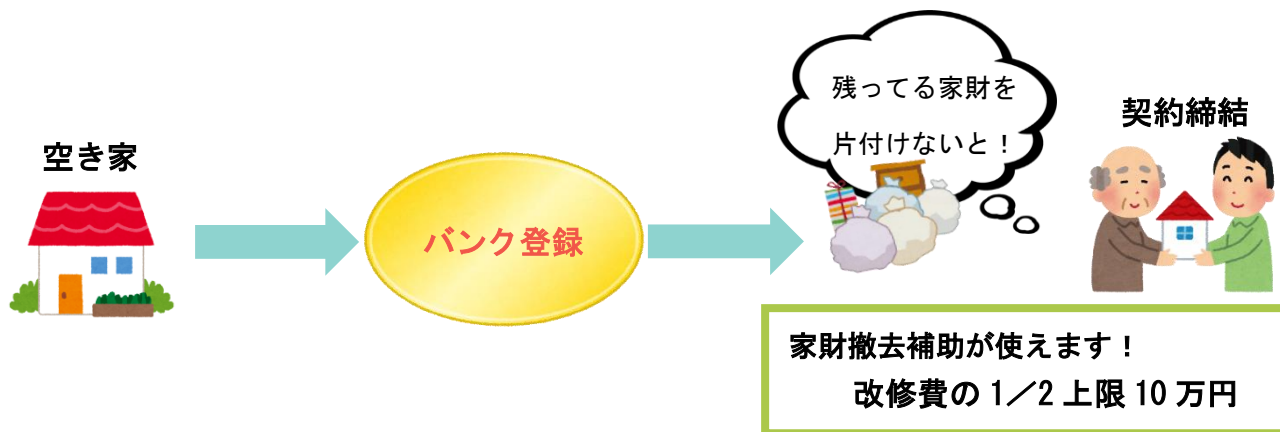 空き家
バンク登録
残ってる家財を
片付けないと！
契約締結
家財撤去補助が使えます！
改修費の 1／2 上限 10 万円